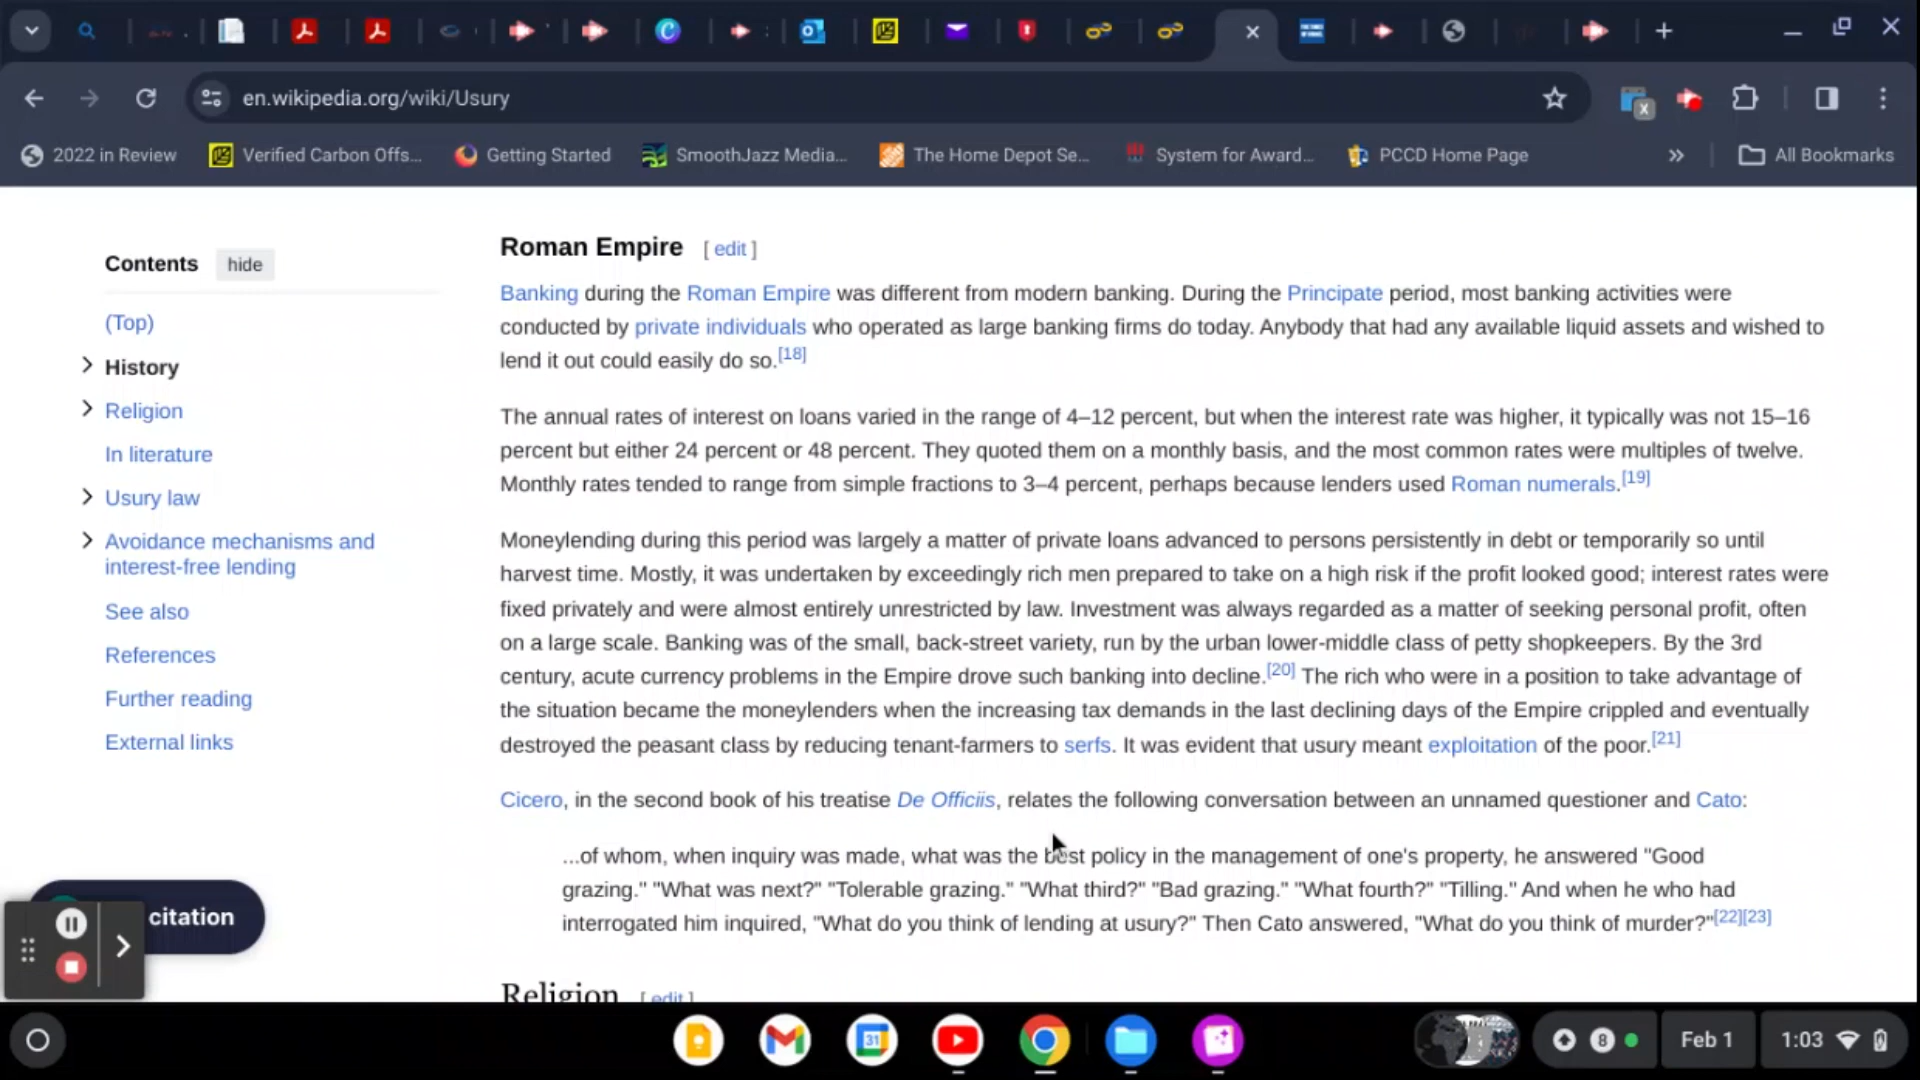 en.wikipedia.org/wiki/Usury
2022 in Review
Verified Carbon Offs...
Getting Started
SmoothJazz Media...
The Home Depot Se...
System for Award...
PCCD Home Page
All Bookmarks
Contents hide
(Top)
History
Religion
In literature
Usury law
Avoidance mechanisms and
interest-free lending
See also
References
Further reading
External links
citation
Roman Empire [ edit ]
Banking during the Roman Empire was different from modern banking. During the Principate period, most banking activities were
conducted by private individuals who operated as large banking firms do today. Anybody that had any available liquid assets and wished to
lend it out could easily do so.[18]
The annual rates of interest on loans varied in the range of 4–12 percent, but when the interest rate was higher, it typically was not 15–16
percent but either 24 percent or 48 percent. They quoted them on a monthly basis, and the most common rates were multiples of twelve.
Monthly rates tended to range from simple fractions to 3–4 percent, perhaps because lenders used Roman numerals.[19]
Moneylending during this period was largely a matter of private loans advanced to persons persistently in debt or temporarily so until
harvest time. Mostly, it was undertaken by exceedingly rich men prepared to take on a high risk if the profit looked good; interest rates were
fixed privately and were almost entirely unrestricted by law. Investment was always regarded as a matter of seeking personal profit, often
on a large scale. Banking was of the small, back-street variety, run by the urban lower-middle class of petty shopkeepers. By the 3rd
century, acute currency problems in the Empire drove such banking into decline.[20] The rich who were in a position to take advantage of
the situation became the moneylenders when the increasing tax demands in the last declining days of the Empire crippled and eventually
destroyed the peasant class by reducing tenant-farmers to serfs. It was evident that usury meant exploitation of the poor.[21]
Cicero, in the second book of his treatise De Officiis, relates the following conversation between an unnamed questioner and Cato:
...of whom, when inquiry was made, what was the best policy in the management of one's property, he answered "Good
grazing." "What was next?" "Tolerable grazing." "What third?" "Bad grazing." "What fourth?" "Tilling." And when he who had
interrogated him inquired, "What do you think of lending at usury?" Then Cato answered, "What do you think of murder?"[22][23]
Religion [ edit ]
31
8
Feb 1
1:03